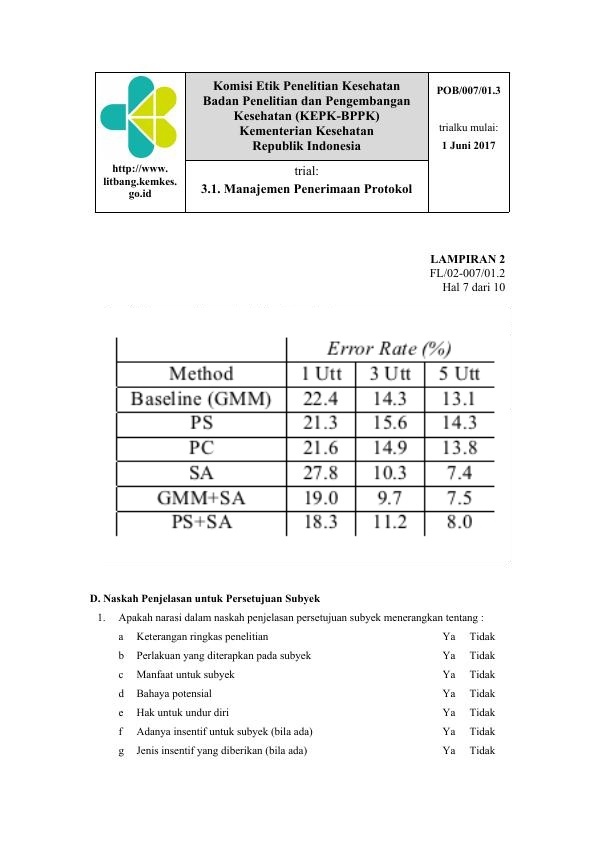 Komisi Etik Penelitian Kesehatan
Badan Penelitian dan Pengembangan
Kesehatan (KEPK-BPPK)
Kementerian Kesehatan
Republik Indonesia
POB/007/01.3
trialku mulai:
1 Juni 2017
http://www.
litbang.kemkes.
go.id
trial:
3.1. Manajemen Penerimaan Protokol
LAMPIRAN 2
FL/02-007/01.2
Hal 7 dari 10
Error Rate (%)
Method 1 Utt 3 Utt 5 Utt
Baseline (GMM) 22.4 14.3 13.1
PS 21.3 15.6 14.3
PC 21.6 14.9 13.8
SA 27.8 10.3 7.4
GMM+SA 19.0 9.7 7.5
PS+SA 18.3 11.2 8.0
D. Naskah Penjelasan untuk Persetujuan Subyek
1. Apakah narasi dalam naskah penjelasan persetujuan subyek menerangkan tentang :
a Keterangan ringkas penelitian Ya Tidak
b Perlakuan yang diterapkan pada subyek Ya Tidak
c Manfaat untuk subyek Ya Tidak
d Bahaya potensial Ya Tidak
e Hak untuk undur diri Ya Tidak
f Adanya insentif untuk subyek (bila ada) Ya Tidak
g Jenis insentif yang diberikan (bila ada) Ya Tidak